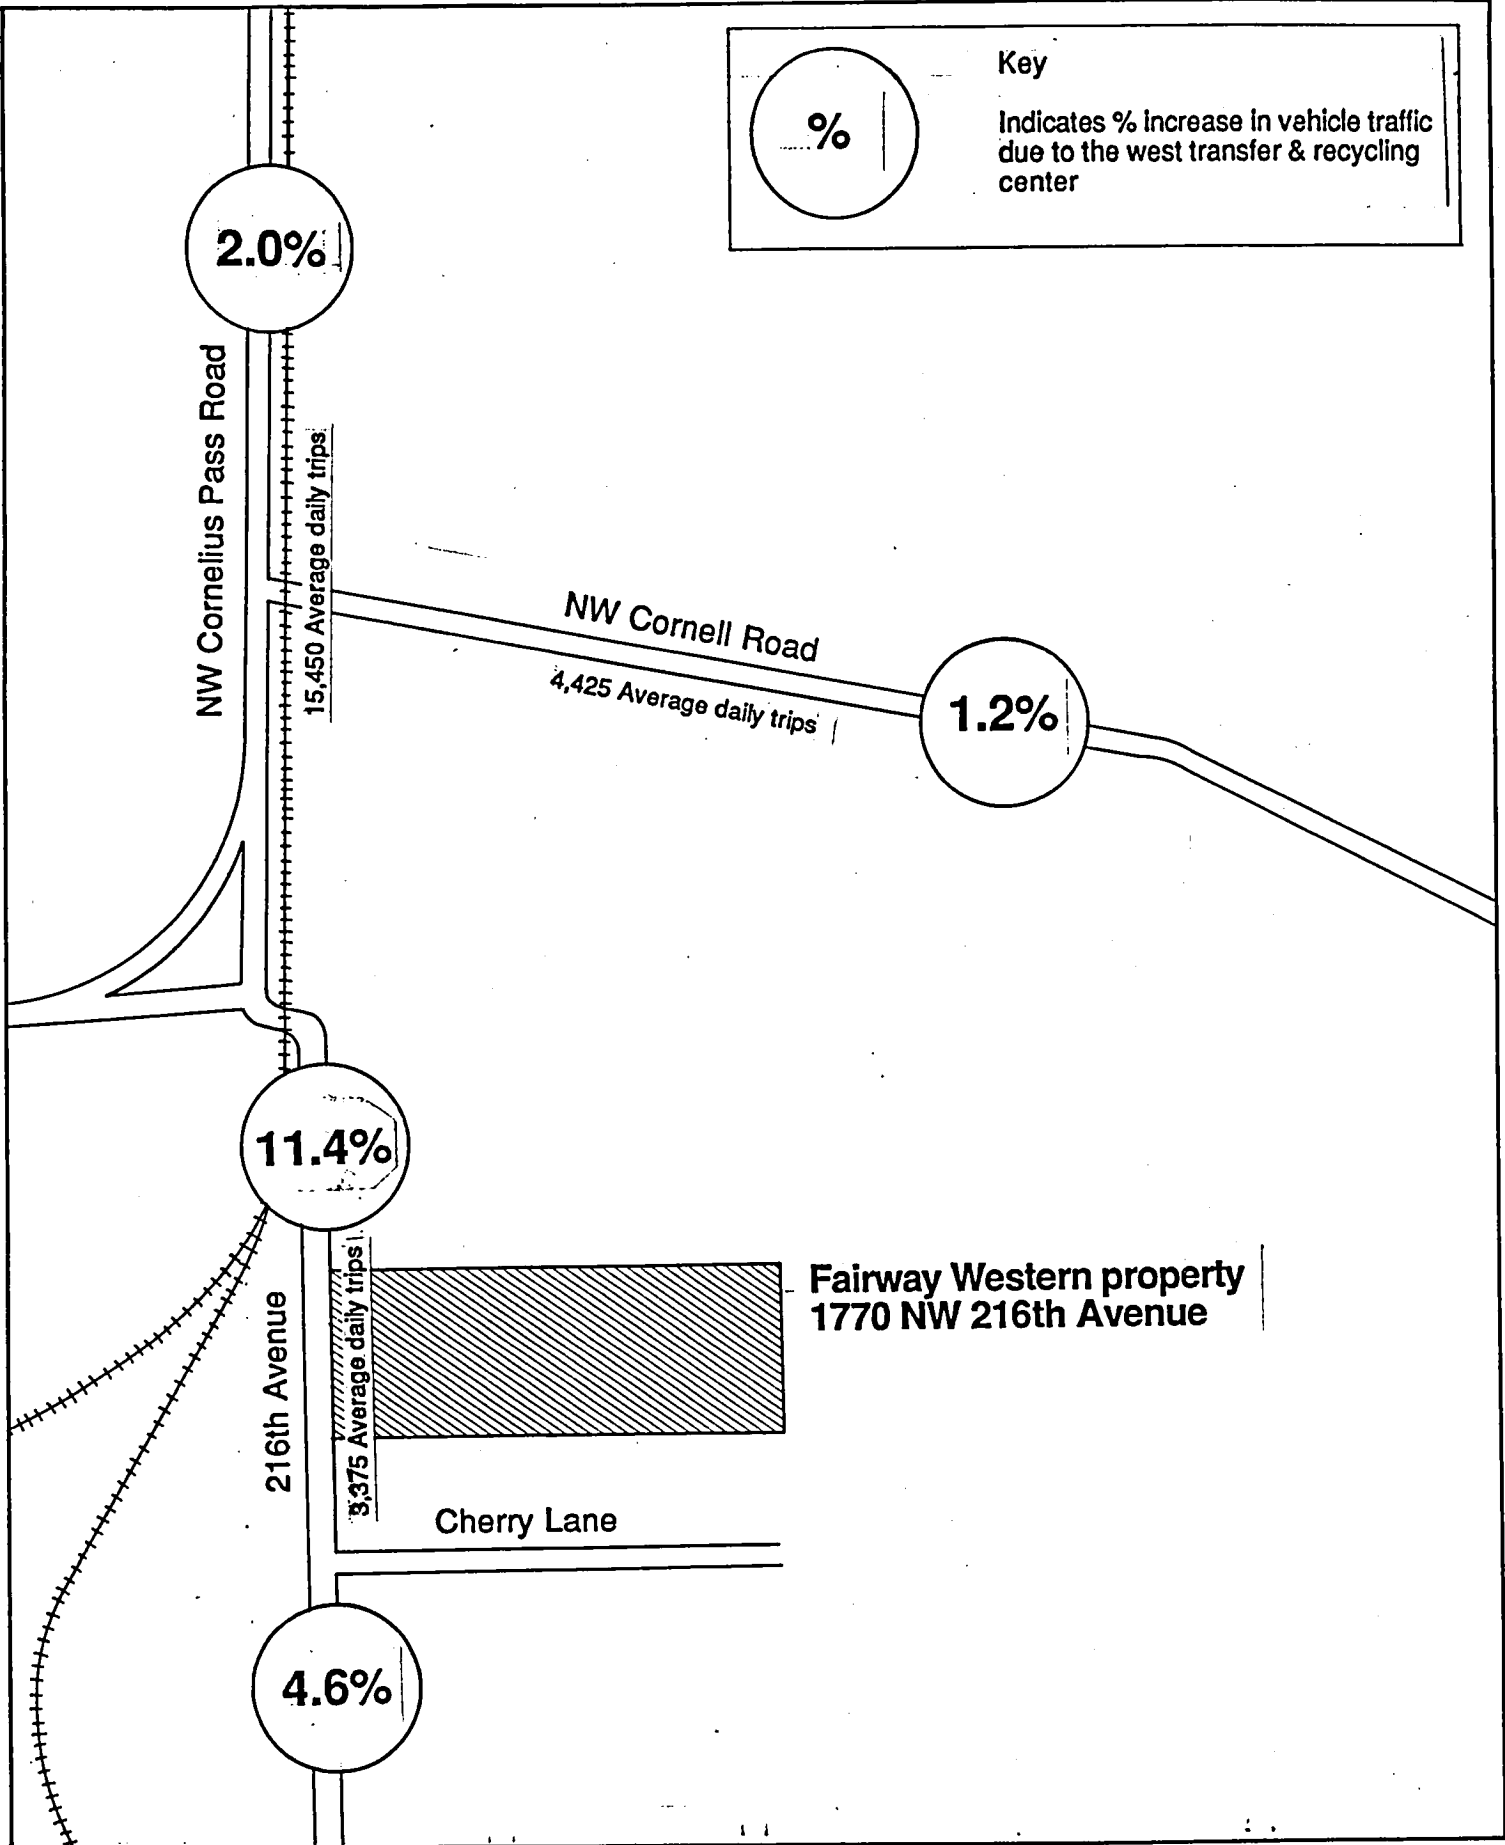 Key
%
Indicates % increase in vehicle traffic
due to the west transfer & recycling
center
2.0%
NW Cornelius Pass Road
15,450 Average daily trips
NW Cornell Road
4,425 Average daily trips
1.2%
11.4%
Fairway Western property
1770 NW 216th Avenue
216th Avenue
3,375 Average daily trips
Cherry Lane
4.6%